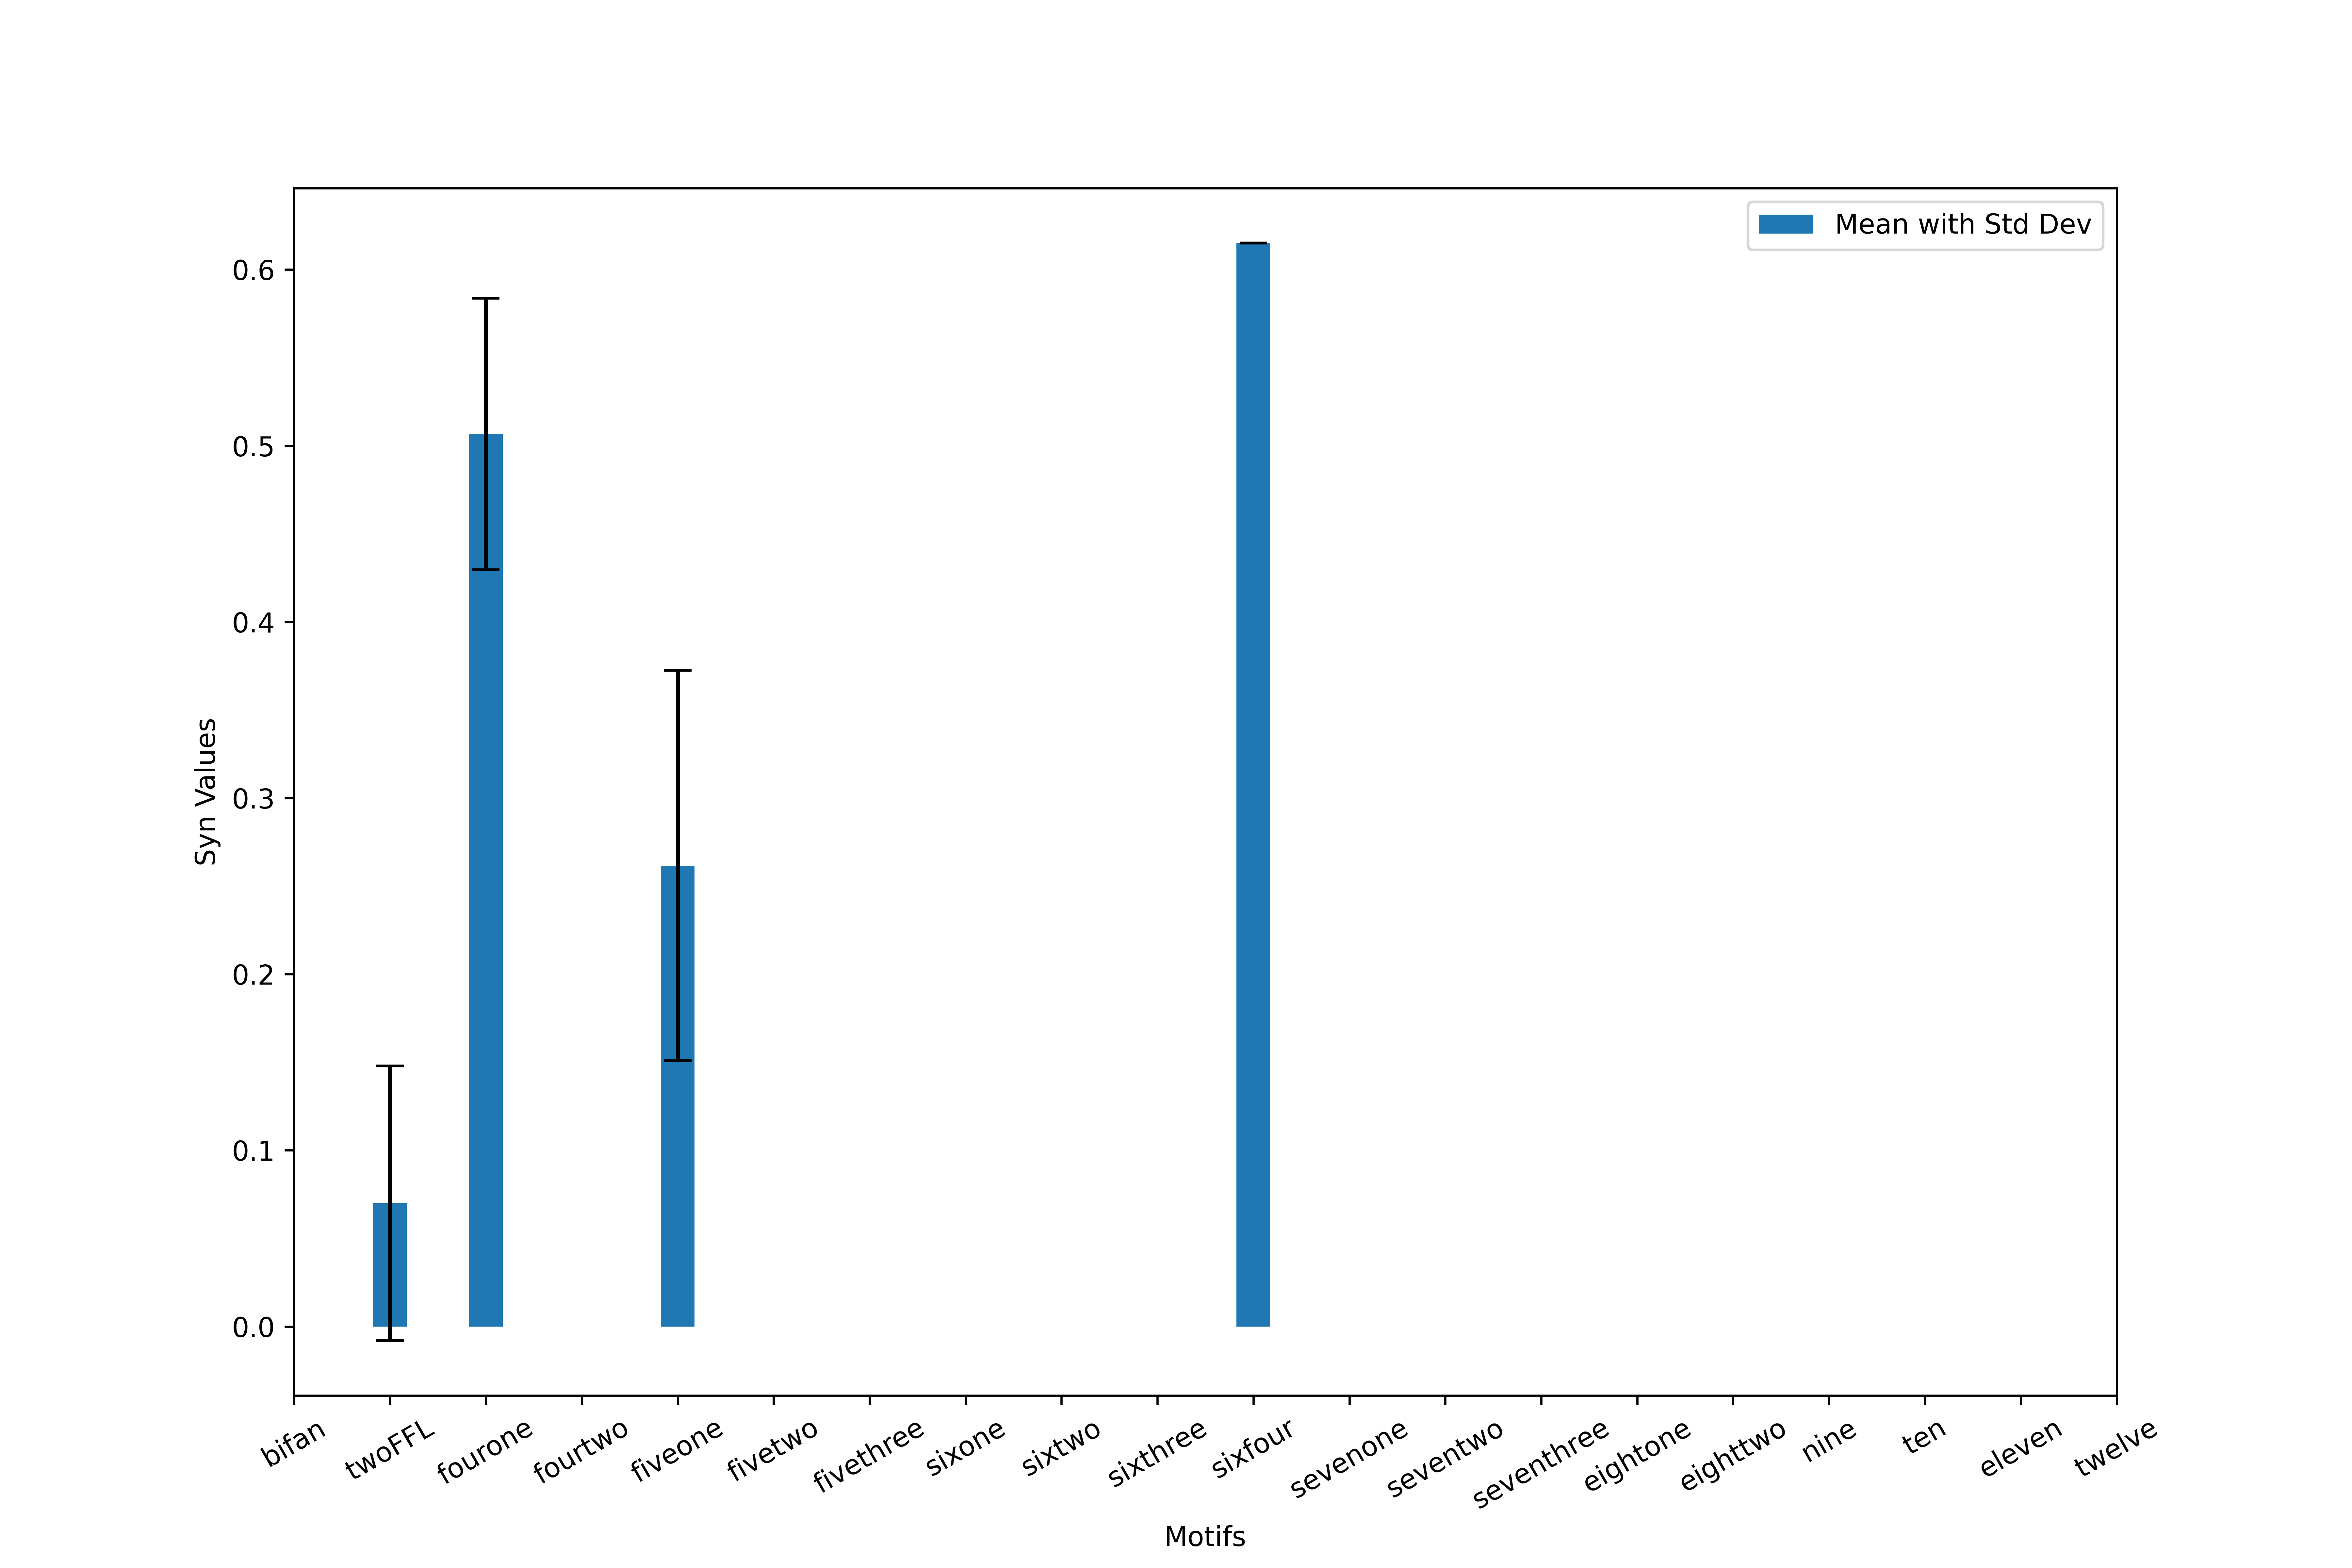 Mean with Std Dev
0.6
0.5
0.4
0.3
0.2
0.1
0.0
Syn Values
bifan twoFFL fourone fourtwo fiveone fivetwo fivethree sixone sixtwo sixthree sixfour sevenone seventwo seventhree eightone eighttwo nine ten eleven twelve
Motifs